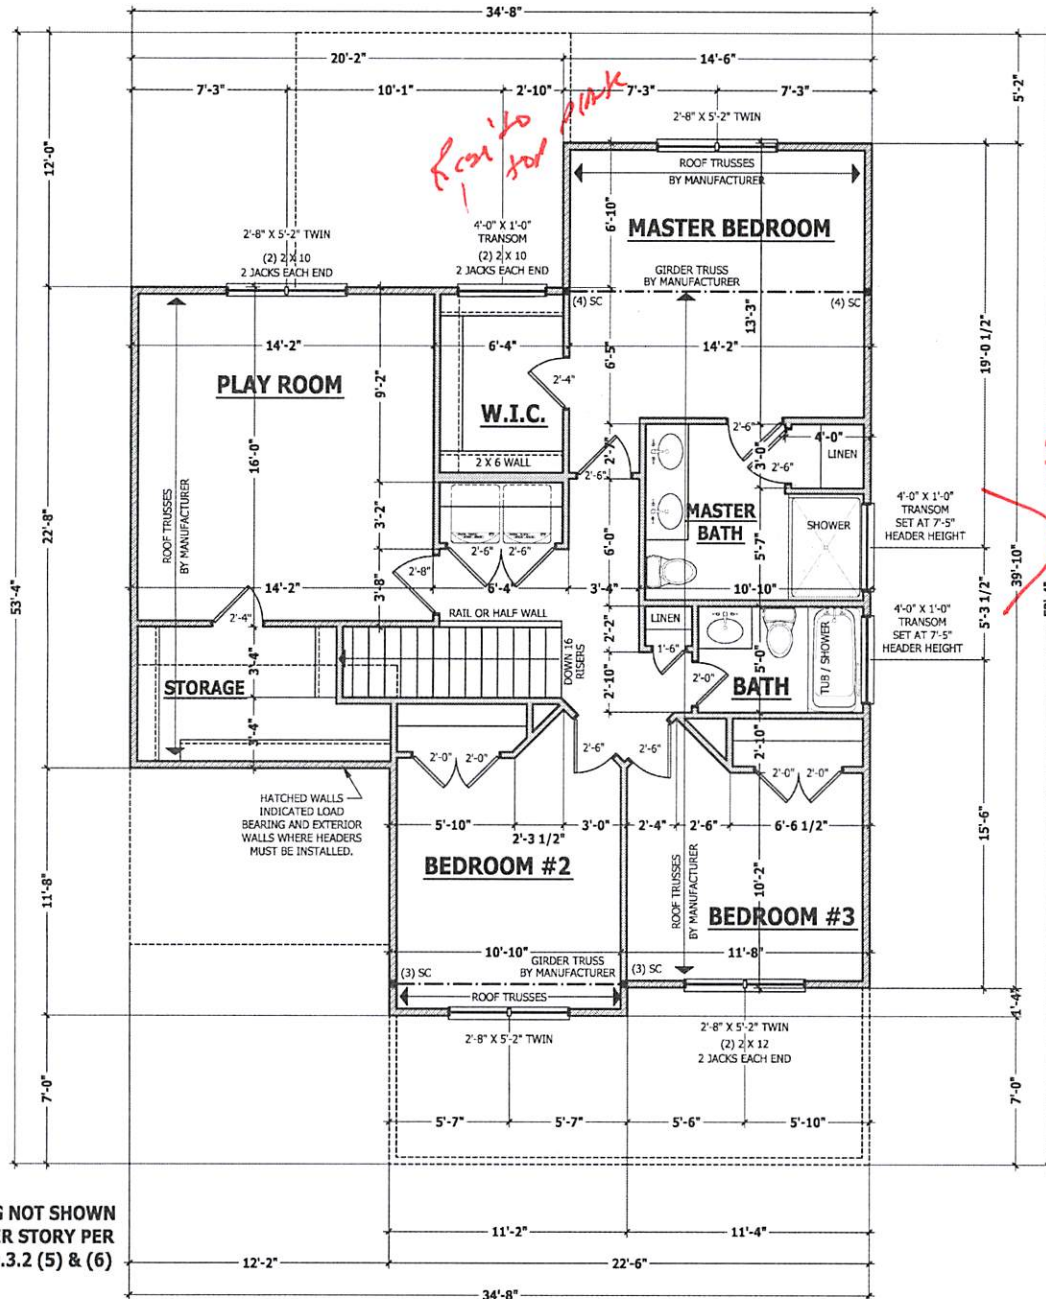 34'-8"
20'-2"
14'-6"
7'-3"
10'-1"
2'-10"
7'-3"
7'-3"
5'-2"
12'-0"
2'-8" X 5'-2" TWIN
ROOF TRUSSES
BY MANUFACTURER
to
top
6'-10"
MASTER BEDROOM
4'-0" X 1'-0"
TRANSOM
(2) 2 X 10
2 JACKS EACH END
2'-8" X 5'-2" TWIN
(2) 2 X 10
2 JACKS EACH END
GIRDER TRUSS
BY MANUFACTURER
(4) SC
(4) SC
13'-3"
19'-0 1/2"
14'-2"
6'-4"
6'-5"
14'-2"
PLAY ROOM
9'-2"
2'-4"
W.I.C.
16'-0"
2 X 6 WALL
2'-7"
2'-6"
2'-6"
4'-0"
3'-0"
LINEN
2'-6"
22'-8"
ROOF TRUSSES
BY MANUFACTURER
3'-2"
MASTER
BATH
SHOWER
4'-0" X 1'-0"
TRANSOM
SET AT 7'-5"
HEADER HEIGHT
6'-0"
5'-7"
2'-6"
2'-6"
2'-8"
53'-4"
39'-10"
14'-2"
3'-8"
6'-4"
3'-4"
10'-10"
5'-3 1/2"
2'-4"
RAIL OR HALF WALL
LINEN
2'-2"
4'-0" X 1'-0"
TRANSOM
SET AT 7'-5"
HEADER HEIGHT
3'-4"
STORAGE
DOWN 16
RISERS
1'-6"
2'-0"
5'-0"
TUB / SHOWER
BATH
2'-10"
3'-4"
2'-0"
2'-0"
2'-6"
2'-6"
2'-10"
2'-0"
2'-0"
HATCHED WALLS
INDICATED LOAD
BEARING AND EXTERIOR
WALLS WHERE HEADERS
MUST BE INSTALLED.
5'-10"
2'-3 1/2"
3'-0"
2'-4"
2'-6"
6'-6 1/2"
15'-6"
BEDROOM #2
ROOF TRUSSES
BY MANUFACTURER
10'-2"
BEDROOM #3
11'-8"
10'-10"
11'-8"
GIRDER TRUSS
BY MANUFACTURER
(3) SC
(3) SC
ROOF TRUSSES
1'-4"
2'-8" X 5'-2" TWIN
2'-8" X 5'-2" TWIN
(2) 2 X 12
2 JACKS EACH END
7'-0"
7'-0"
5'-7"
5'-7"
5'-6"
5'-10"
NOT SHOWN
STORY PER
.3.2 (5) & (6)
11'-2"
11'-4"
12'-2"
22'-6"
34'-8"